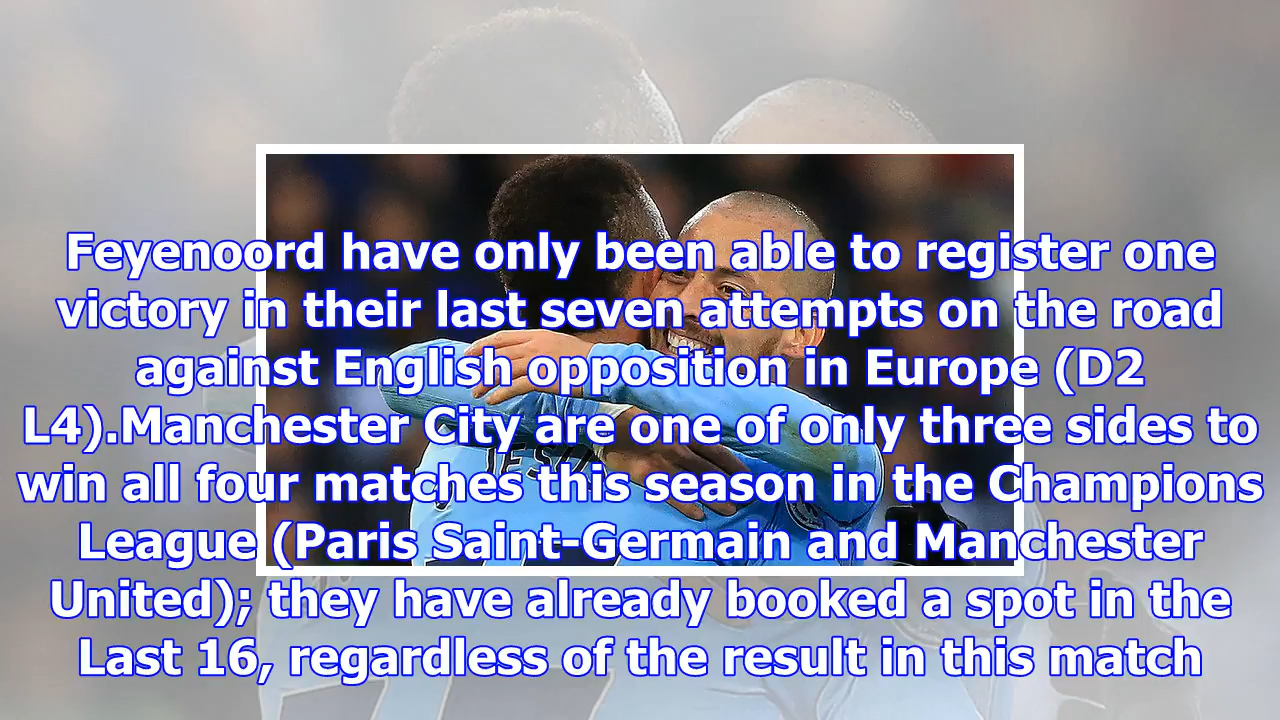 Feyenoord have only been able to register one
victory in their last seven attempts on the road
against English opposition in Europe (D2
L4).Manchester City are one of only three sides to
win all four matches this season in the Champions
League (Paris Saint-Germain and Manchester
United); they have already booked a spot in the
Last 16, regardless of the result in this match